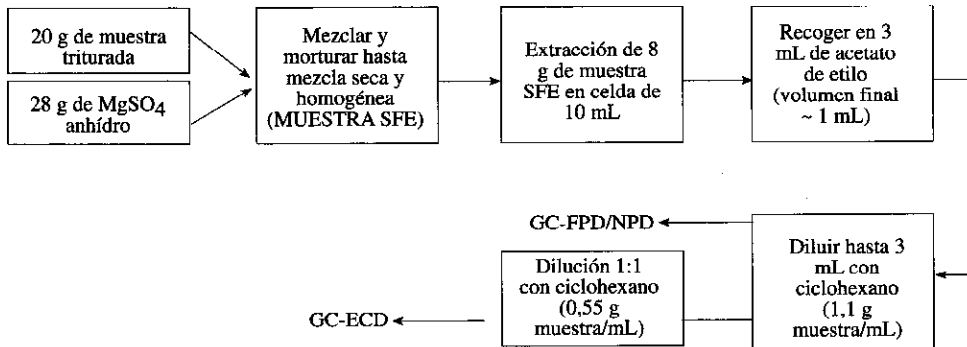 20 g de muestra
triturada
28 g de MgSO4
anhídro
Mezclar y
morturar hasta
mezcla seca y
homogénea
(MUESTRA SFE)
Extracción de 8
g de muestra
SFE en celda de
10 mL
Recoger en 3
mL de acetato
de etilo
(volumen final
~ 1 mL)
Diluir hasta 3
mL con
ciclohexano
(1,1 g
muestra/mL)
GC-FPD/NPD
Dilución 1:1
con ciclohexano
(0,55 g
muestra/mL)
GC-ECD